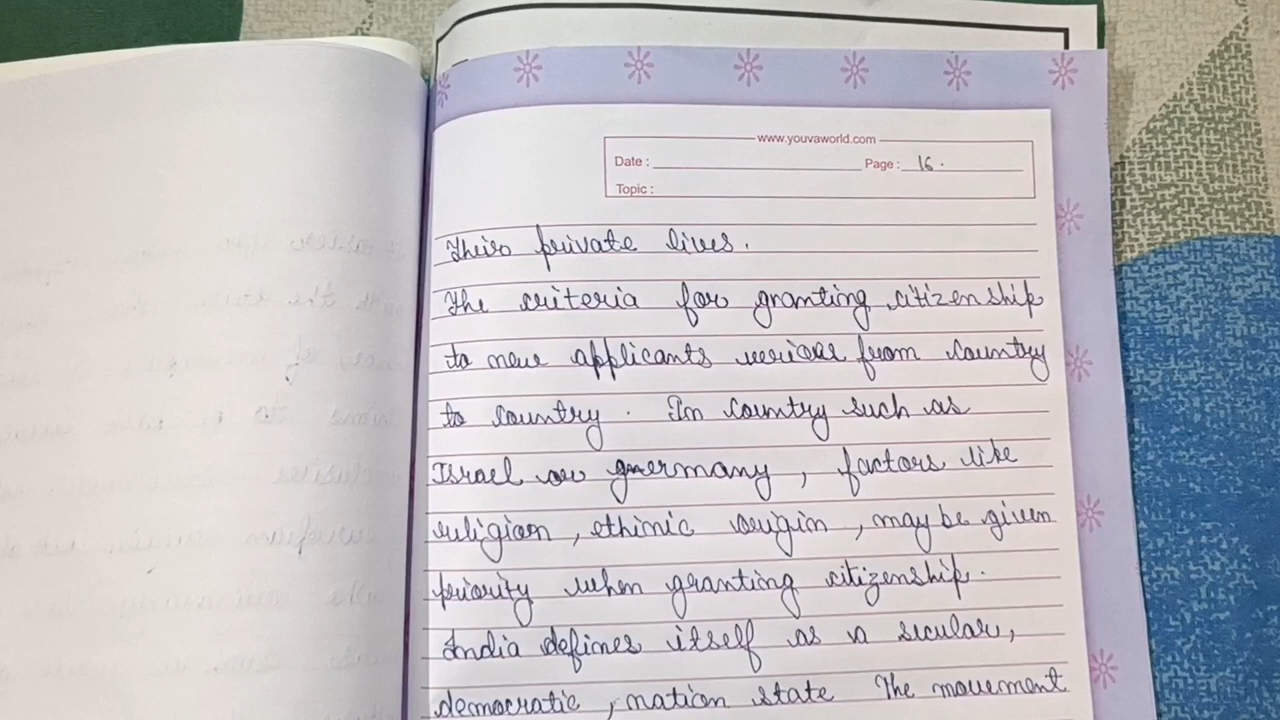 www.youvaworld.com
Date : Page : 16.
Topic :
Their private lives.
The criteria for granting citizenship
to new applicants varies from country
to country. In country such as
Israel or germany, factors like
religion, ethinic origin, may be given
priority when granting citizenship.
India defines itself as a secular,
democratic, nation state The movement